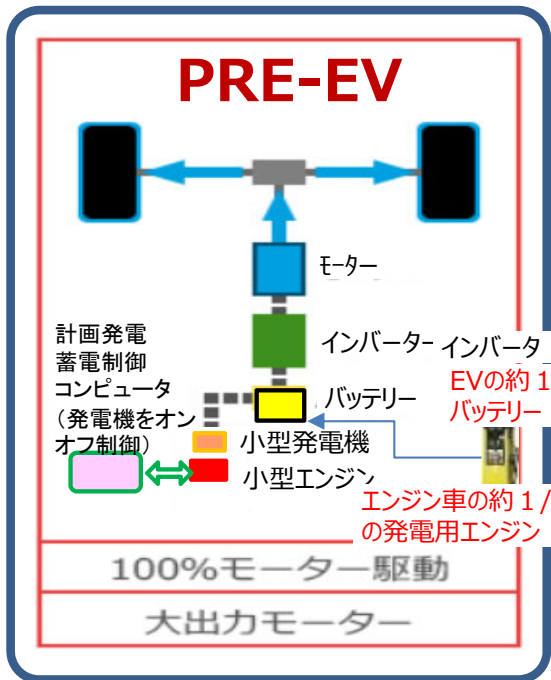 PRE-EV
モーター
インバーター
インバータ
計画発電
蓄電制御
コンピュータ
（発電機をオン
オフ制御）
EVの約１
バッテリー
バッテリー
小型発電機
小型エンジン
エンジン車の約１/
の発電用エンジン
100%モーター駆動
大出力モーター